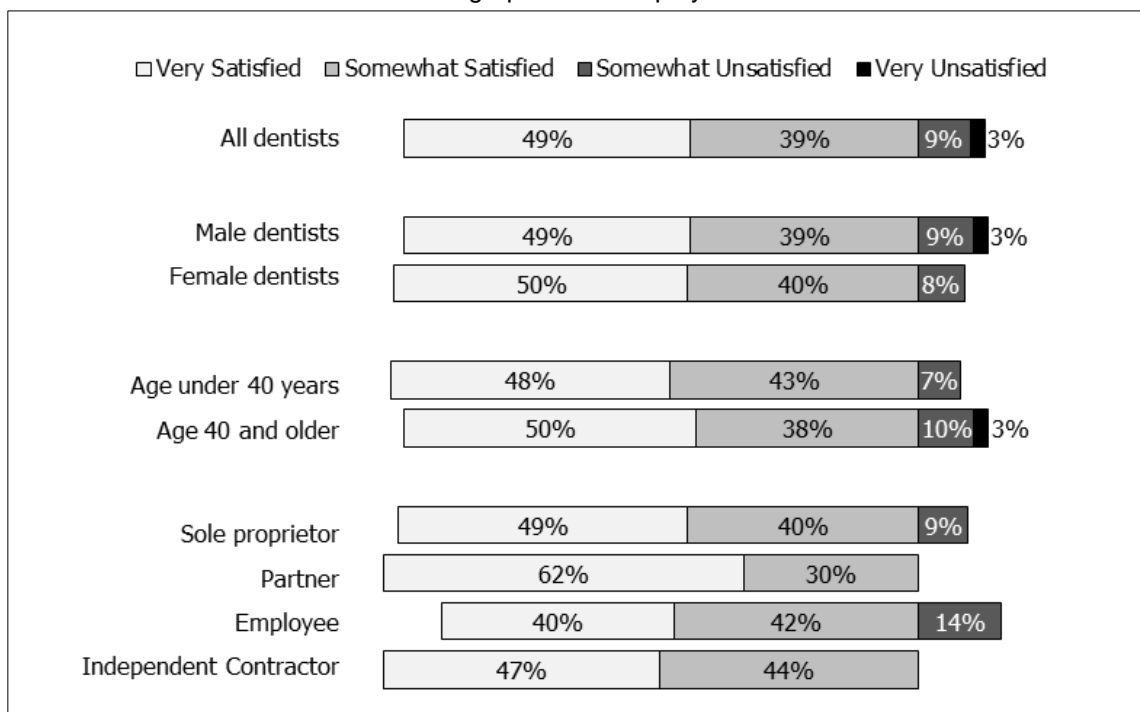 Very Satisfied Somewhat Satisfied Somewhat Unsatisfied Very Unsatisfied
All dentists 49% 39% 9% 3%
Male dentists 49% 39% 9% 3%
Female dentists 50% 40% 8%
Age under 40 years 48% 43% 7%
Age 40 and older 50% 38% 10% 3%
Sole proprietor 49% 40% 9%
Partner 62% 30%
Employee 40% 42% 14%
Independent Contractor 47% 44%